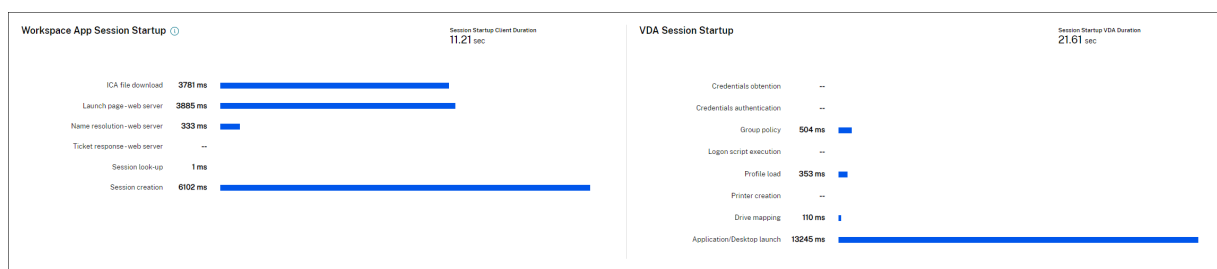 Workspace App Session Startup
Session Startup Client Duration
11.21 sec
ICA file download 3781 ms
Launch page-web server 3885 ms
Name resolution-web server 333 ms
Ticket response-web server --
Session look-up 1 ms
Session creation 6102 ms
VDA Session Startup
Session Startup VDA Duration
21.61 sec
Credentials obtention --
Credentials authentication --
Group policy 504 ms
Logon script execution --
Profile load 353 ms
Printer creation --
Drive mapping 110 ms
Application/Desktop launch 13245 ms